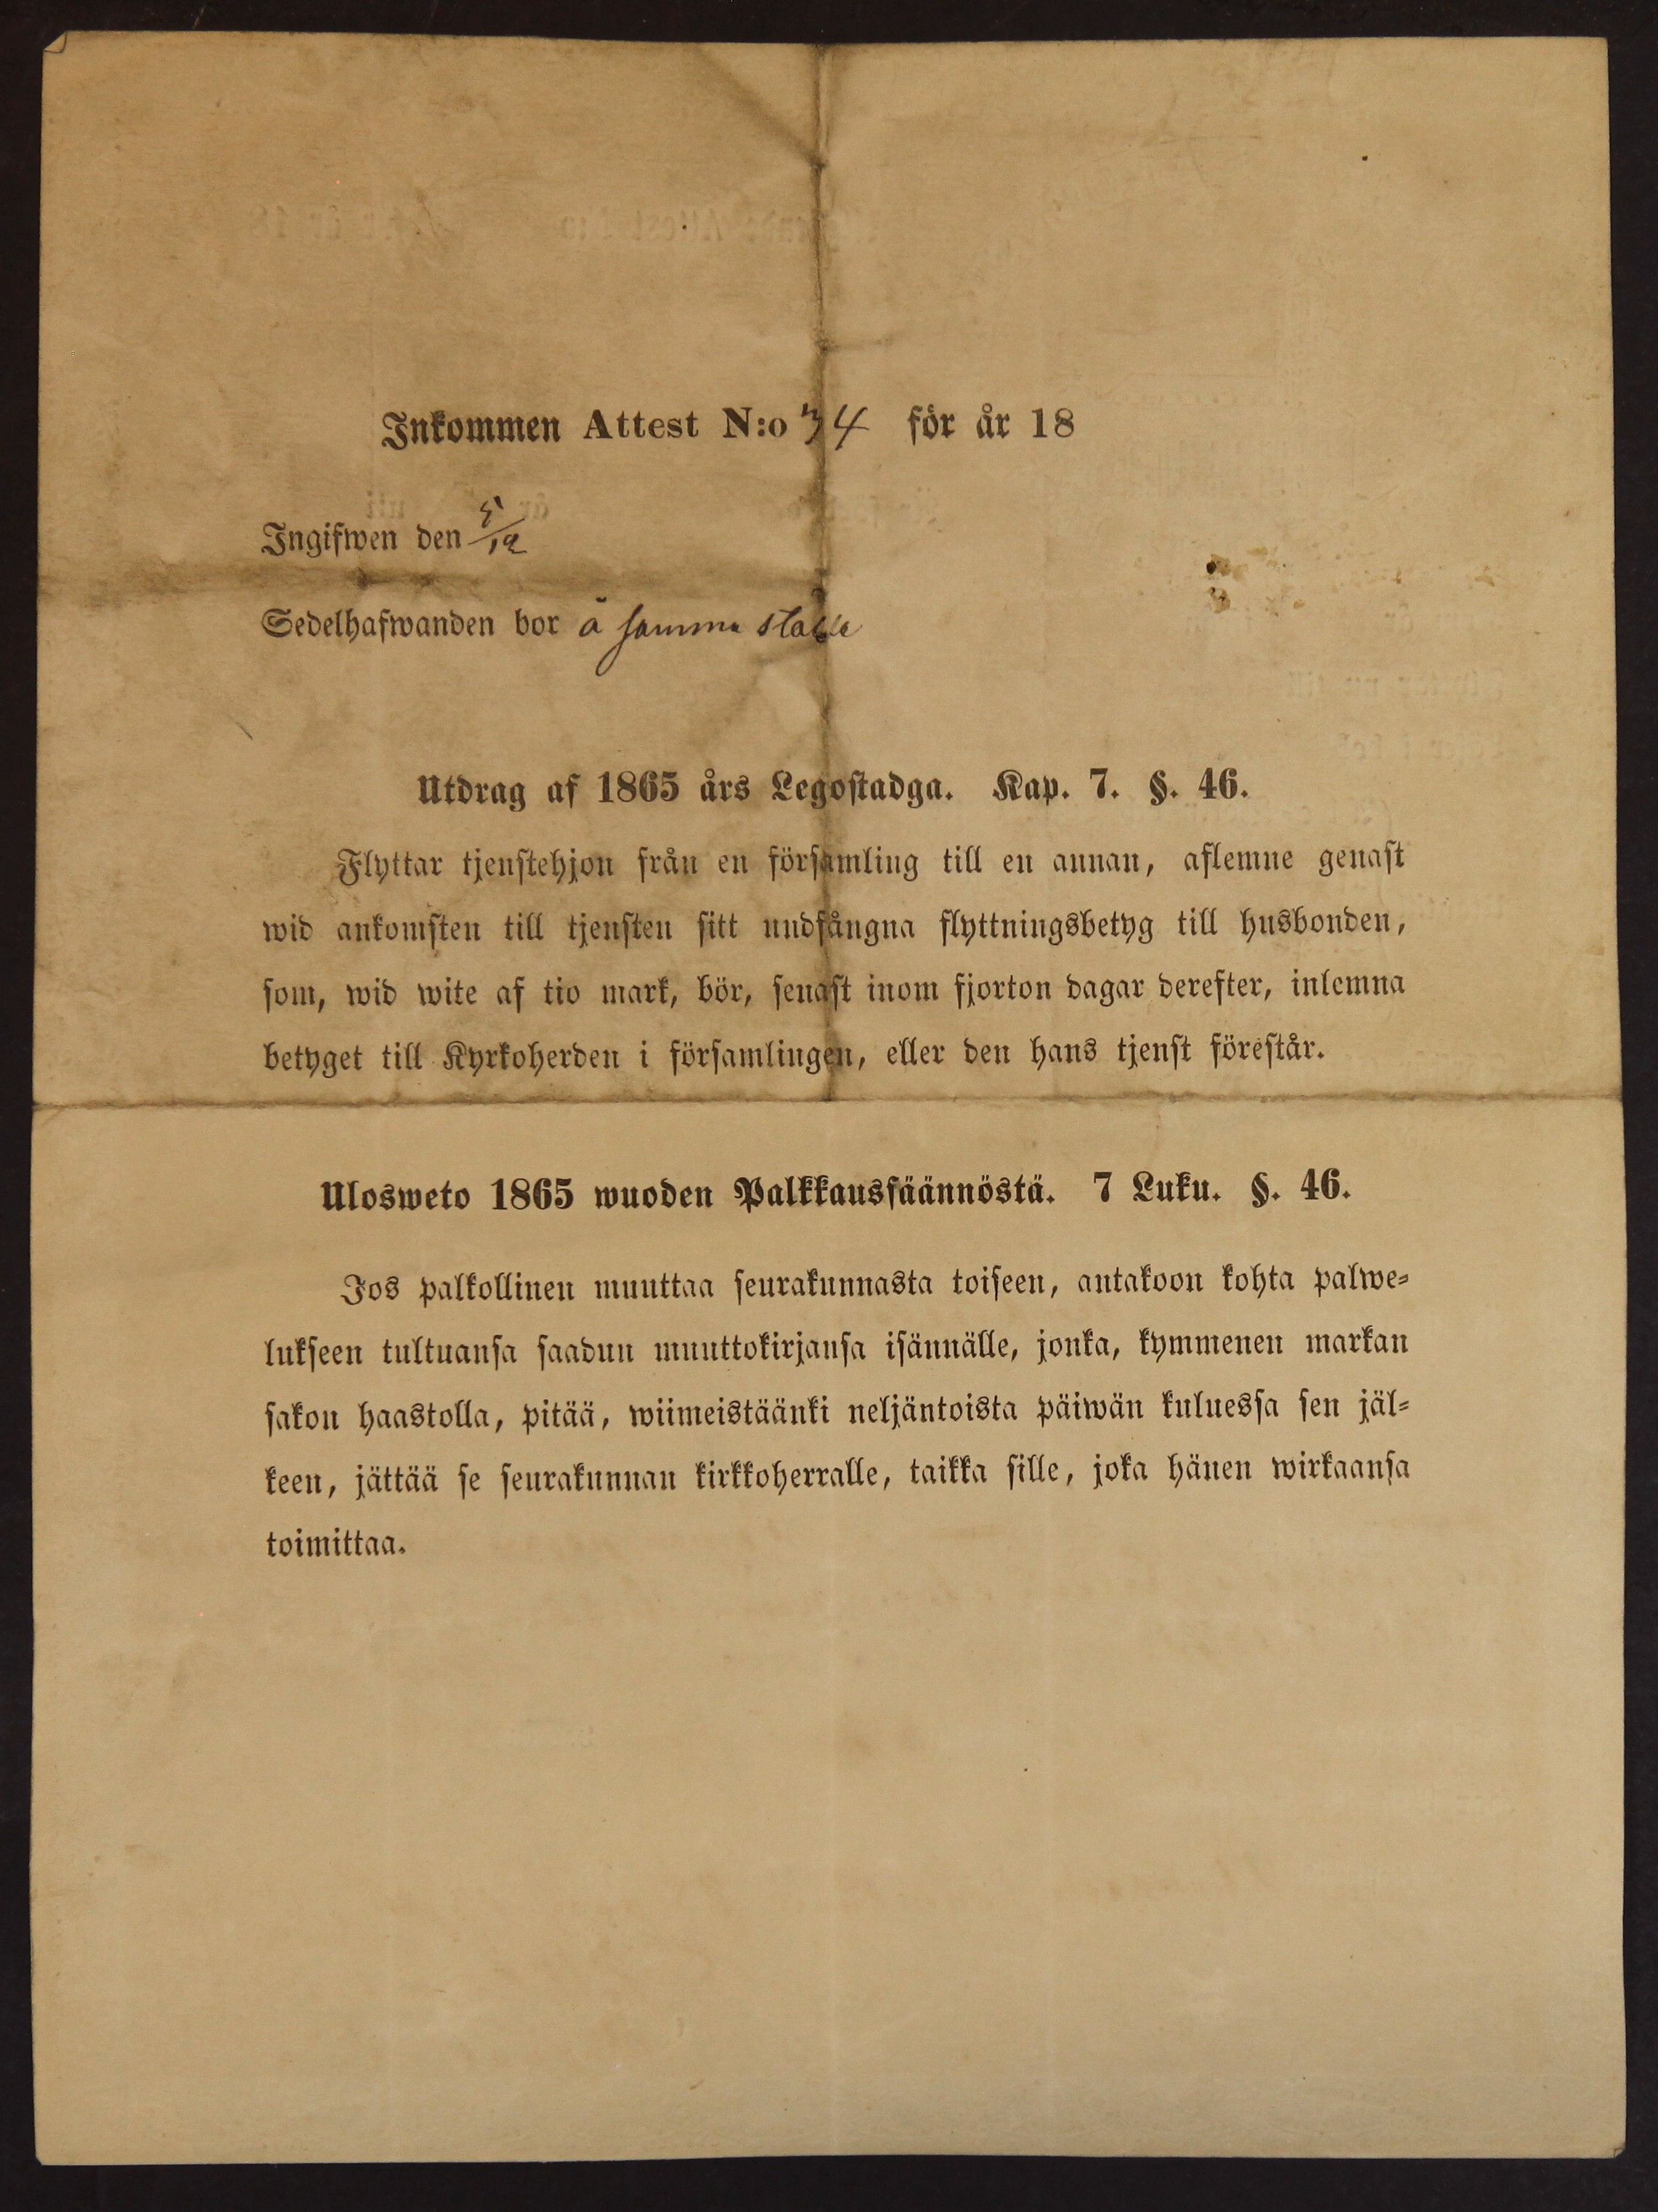 Inkommen Attest N:o 34 för år 18
Ingifwen den 5/12
Sedelhafwanden bor å samma ställe
Utdrag af 1865 års Legostadga. Kap. 7. §. 46.
Flyttar tjenstehjon från en församling till en annan, aflemne genast
wid ankomsten till tjensten sitt undfångna flyttningsbetyg till husbonden,
som, wid wite af tio mark, bör, senast inom fjorton dagar derefter, inlemna
betyget till Kyrkoherden i församlingen, eller den hans tjenst förestår.
Ulosweto 1865 wuoden Palkkausfäännöstä. 7 Luku. §. 46.
Jos palkollinen muuttaa seurakunnasta toiseen, antakoon kohta palwe-
lukseen tultuansa saadun muuttokirjansa isännälle, jonka, kymmenen markan
sakon haastolla, pitää, wiimeistäänki neljäntoista päiwän kuluessa sen jäl-
keen, jättää se seurakunnan kirkkoherralle, taikka sille, joka hänen wirkaansa
toimittaa.